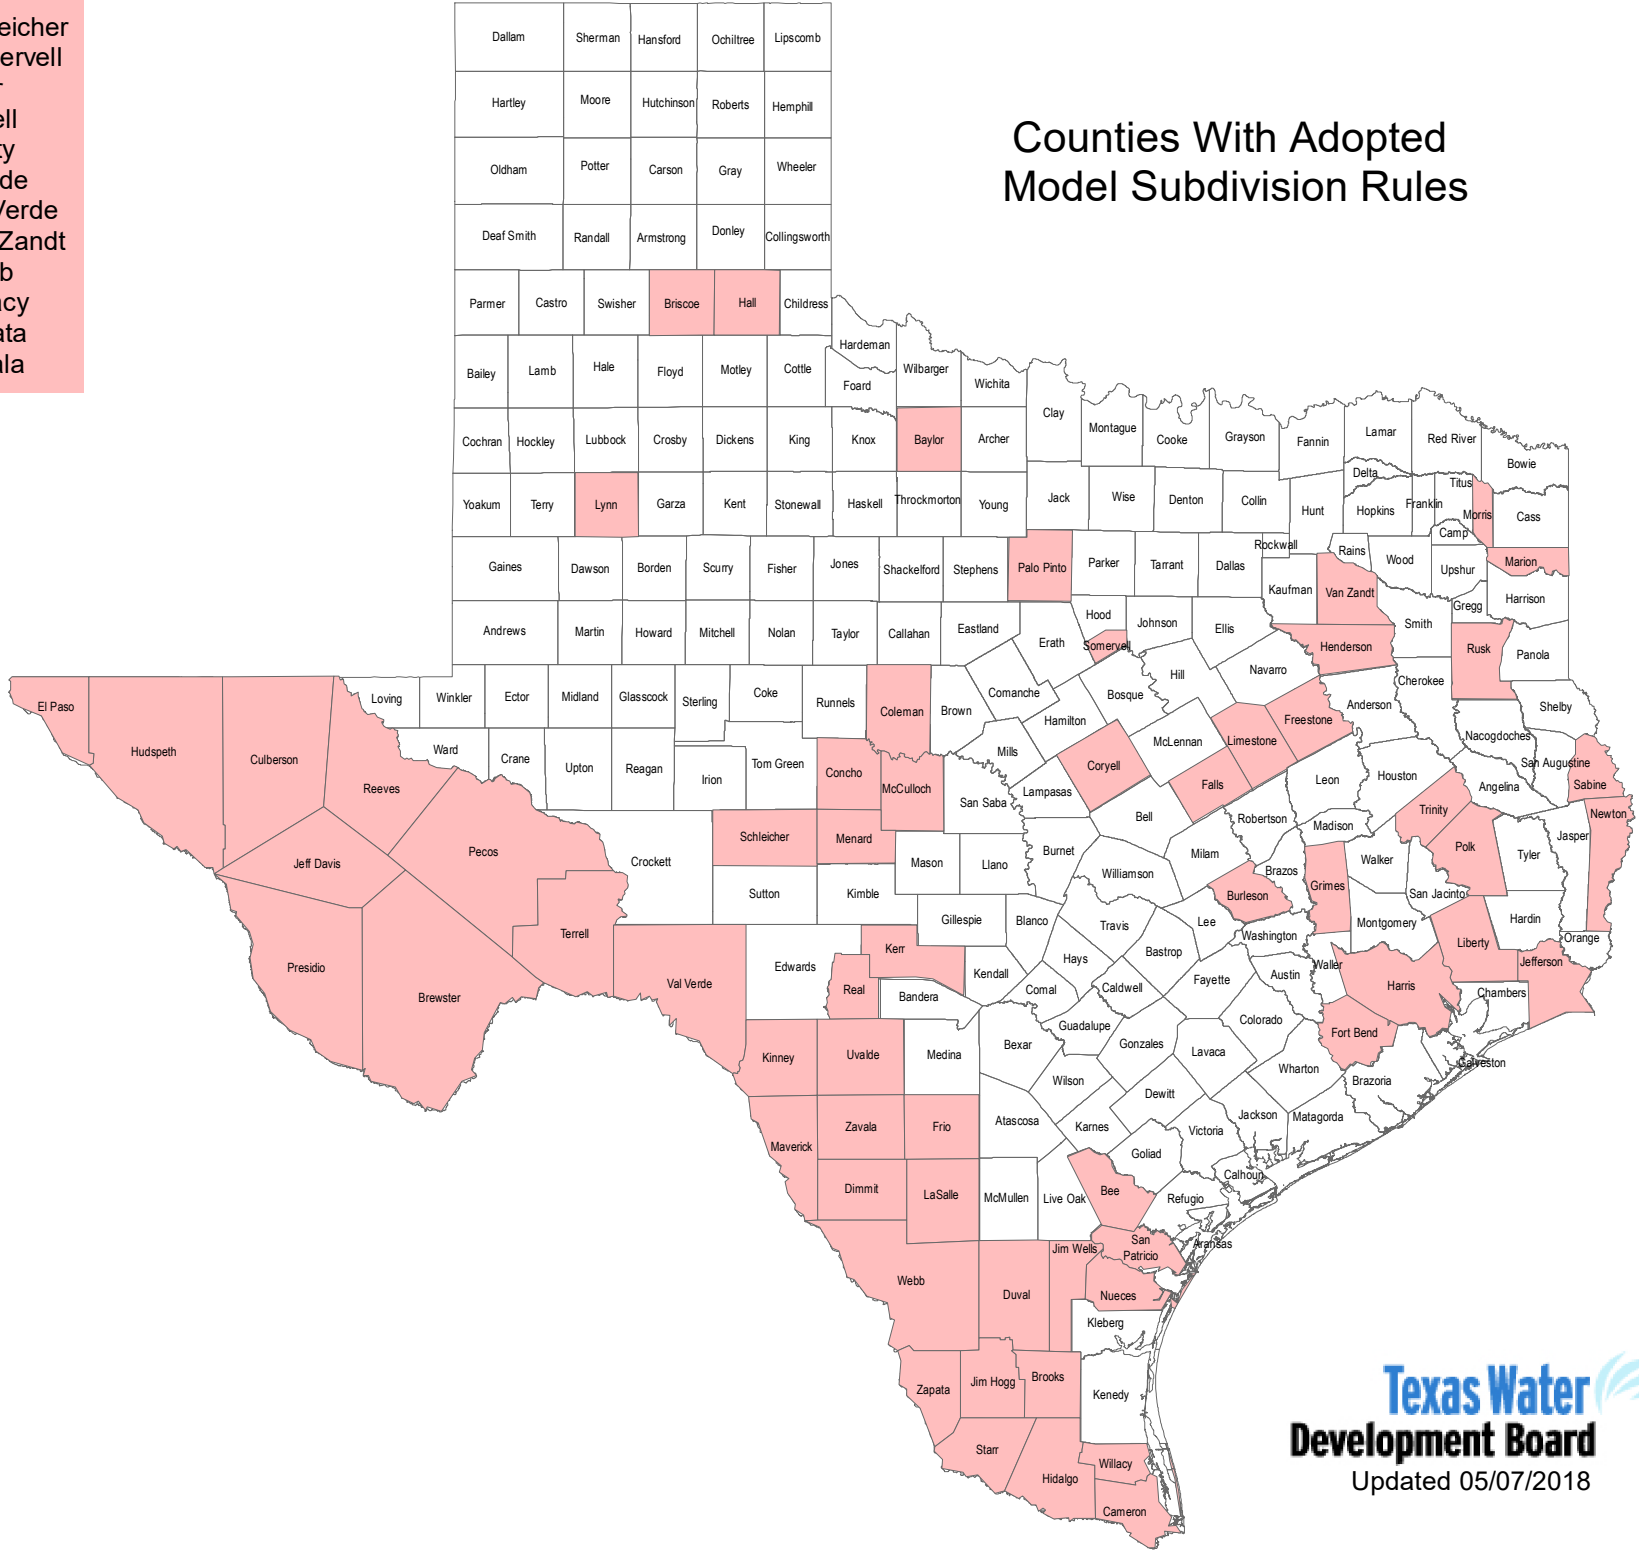 eicher
ervell
ell
ty
de
Verde
Zandt
b
acy
ata
ala
Counties With Adopted
Model Subdivision Rules
Dallam Sherman Hansford Ochiltree Lipscomb
Hartley Moore Hutchinson Roberts Hemphill
Oldham Potter Carson Gray Wheeler
Deaf Smith Randall Armstrong Donley Collingsworth
Parmer Castro Swisher Briscoe Hall Childress
Hardeman
Bailey Lamb Hale Floyd Motley Cottle Foard Wilbarger Wichita
Clay Montague Cooke Grayson Fannin Lamar Red River Bowie
Cochran Hockley Lubbock Crosby Dickens King Knox Baylor Archer
Delta Titus
Yoakum Terry Lynn Garza Kent Stonewall Haskell Throckmorton Young Jack Wise Denton Collin Hunt Hopkins Franklin Morris Cass
Camp
Rockwall Rains
Gaines Dawson Borden Scurry Fisher Jones Shackelford Stephens Palo Pinto Parker Tarrant Dallas Kaufman Van Zandt Wood Upshur Marion
Gregg Harrison
Andrews Martin Howard Mitchell Nolan Taylor Callahan Eastland Erath Hood Somervell Johnson Ellis Henderson Smith Rusk Panola
El Paso Loving Winkler Ector Midland Glasscock Sterling Coke Runnels Coleman Brown Comanche Hamilton Bosque Hill Navarro Freestone Anderson Cherokee Shelby
Hudspeth Culberson Reeves Ward Crane Upton Reagan Irion Tom Green Concho McCulloch Mills Coryell McLennan Limestone Nacogdoches
San Augustine
Sabine
San Saba Lampasas Bell Falls Leon Houston Angelina
Robertson Madison Trinity Newton
Jasper
Jeff Davis Pecos Crockett Schleicher Menard Mason Llano Burnet Williamson Milam Brazos Grimes Walker Polk Tyler
Sutton Kimble Burleson San Jacinto
Gillespie Blanco Travis Lee Washington Montgomery Liberty Hardin Orange
Presidio Brewster Terrell Val Verde Edwards Kerr Real Bandera Kendall Hays Comal Caldwell Bastrop Fayette Austin Waller Harris Jefferson
Chambers
Kinney Uvalde Medina Bexar Guadalupe Gonzales Lavaca Colorado Fort Bend
Wilson Wharton Brazoria Galveston
Maverick Zavala Frio Atascosa Karnes Dewitt Victoria Jackson Matagorda
Goliad Calhoun
Dimmit LaSalle McMullen Live Oak Bee Refugio
San
Patricio
Aransas
Jim Wells
Webb Duval Nueces
Kleberg
Zapata Jim Hogg Brooks Kenedy
Starr Hidalgo Willacy
Cameron
Texas Water
Development Board
Updated 05/07/2018